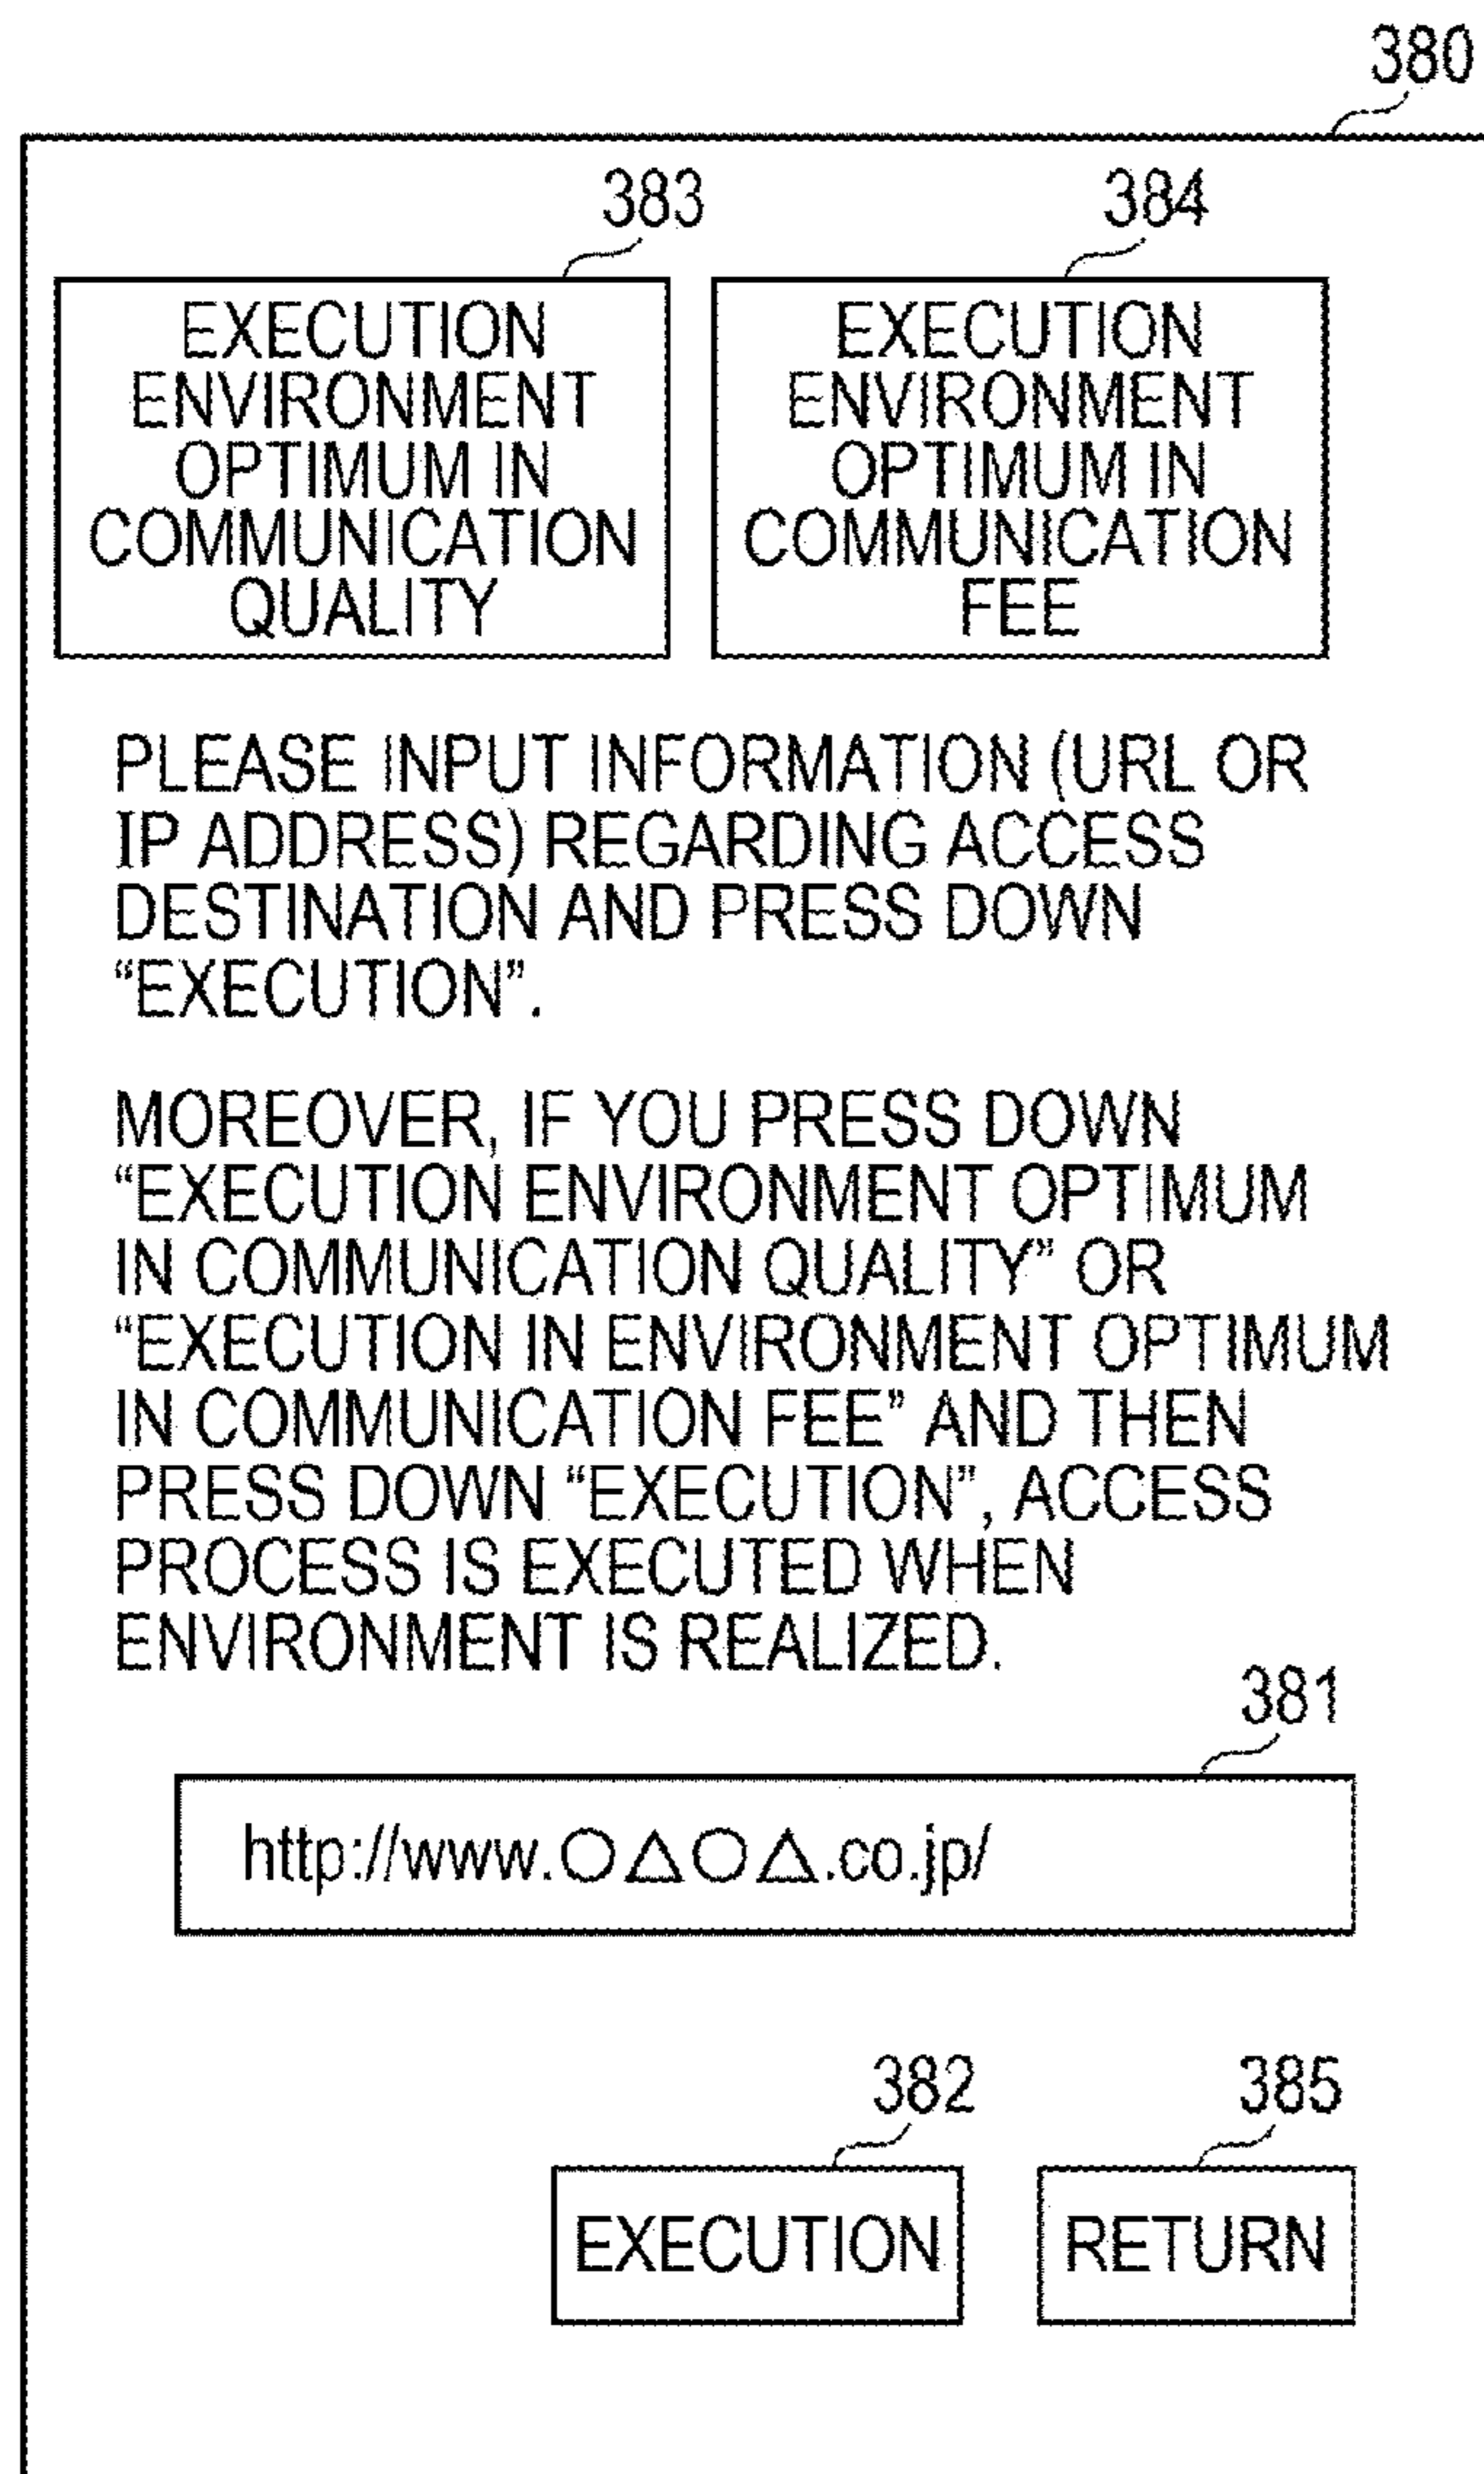 380
383
384
EXECUTION
ENVIRONMENT
OPTIMUM IN
COMMUNICATION
QUALITY
EXECUTION
ENVIRONMENT
OPTIMUM IN
COMMUNICATION
FEE
PLEASE INPUT INFORMATION (URL OR
IP ADDRESS) REGARDING ACCESS
DESTINATION AND PRESS DOWN
“EXECUTION”.
MOREOVER, IF YOU PRESS DOWN
“EXECUTION ENVIRONMENT OPTIMUM
IN COMMUNICATION QUALITY” OR
“EXECUTION IN ENVIRONMENT OPTIMUM
IN COMMUNICATION FEE” AND THEN
PRESS DOWN “EXECUTION”, ACCESS
PROCESS IS EXECUTED WHEN
ENVIRONMENT IS REALIZED.
381
http://www.○△○△.co.jp/
382
385
EXECUTION
RETURN